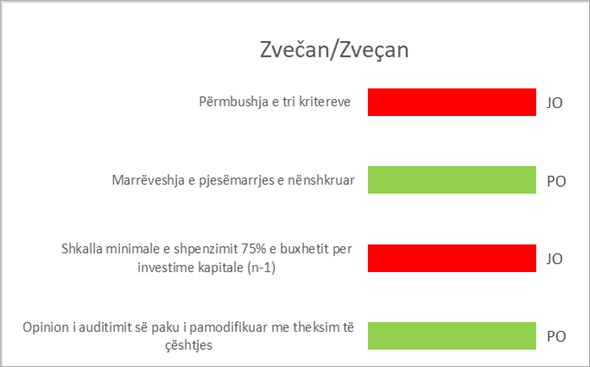 Zvečan/Zveçan
Përmbushja e tri kritereve
JO
Marrëveshja e pjesëmarrjes e nënshkruar
PO
Shkalla minimale e shpenzimit 75% e buxhetit per
investime kapitale (n-1)
JO
Opinion i auditimit së paku i pamodifikuar me theksim të
çështjes
PO